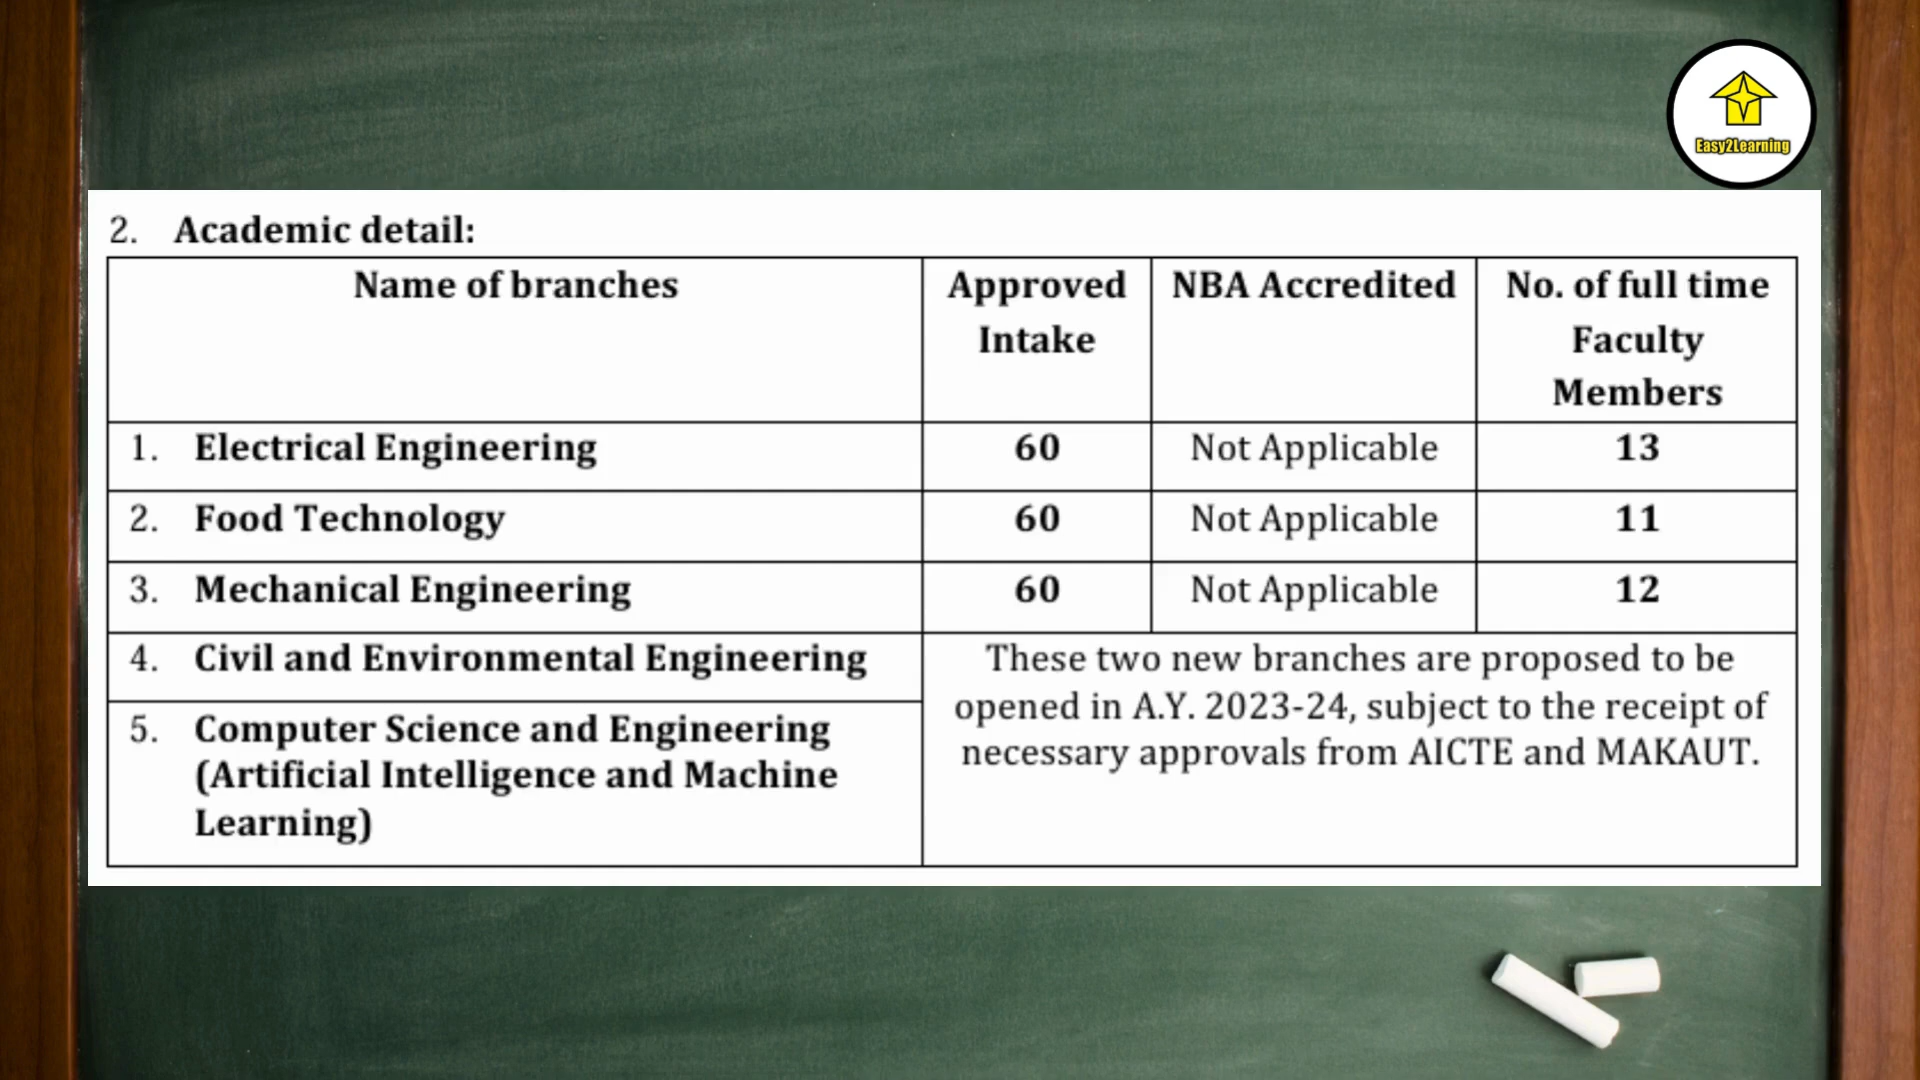 Easy2Learning
2. Academic detail:
Name of branches
Approved
Intake
NBA Accredited
No. of full time
Faculty
Members
1. Electrical Engineering 60 Not Applicable 13
2. Food Technology 60 Not Applicable 11
3. Mechanical Engineering 60 Not Applicable 12
4. Civil and Environmental Engineering
5. Computer Science and Engineering
(Artificial Intelligence and Machine
Learning)
These two new branches are proposed to be
opened in A.Y. 2023-24, subject to the receipt of
necessary approvals from AICTE and MAKAUT.